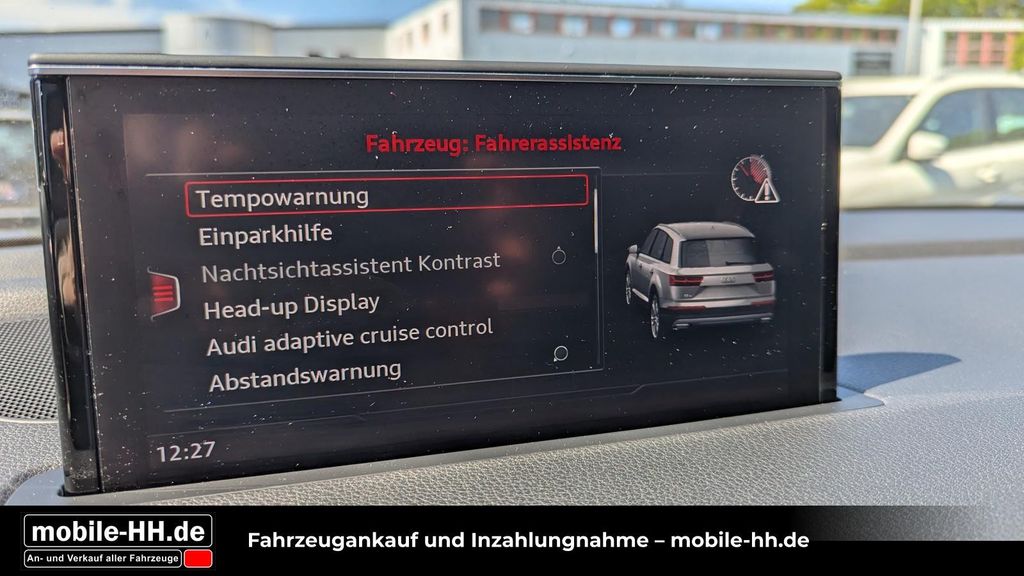 Fahrzeug: Fahrerassistenz
Tempowarnung
Einparkhilfe
Nachtsichtassistent Kontrast
Head-up Display
Audi adaptive cruise control
Abstandswarnung
12:27
mobile-HH.de
An- und Verkauf aller Fahrzeuge
Fahrzeugankauf und Inzahlungnahme – mobile-hh.de